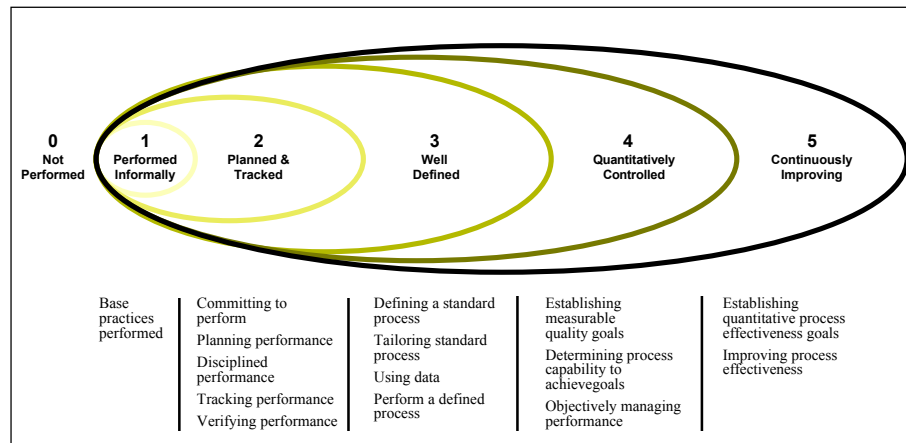 0
Not
Performed
1
Performed
Informally
2
Planned &
Tracked
3
Well
Defined
4
Quantitatively
Controlled
5
Continuously
Improving
Base
practices
performed
Committing to
perform
Planning performance
Disciplined
performance
Tracking performance
Verifying performance
Defining a standard
process
Tailoring standard
process
Using data
Perform a defined
process
Establishing
measurable
quality goals
Determining process
capability to
achievegoals
Objectively managing
performance
Establishing
quantitative process
effectiveness goals
Improving process
effectiveness